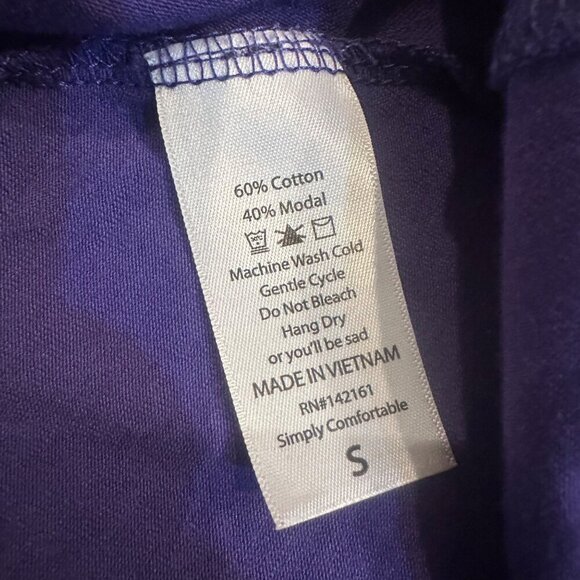 60% Cotton
40% Modal
Machine Wash Cold
Gentle Cycle
Do Not Bleach
Hang Dry
or you'll be sad
MADE IN VIETNAM
RN#142161
Simply Comfortable
S